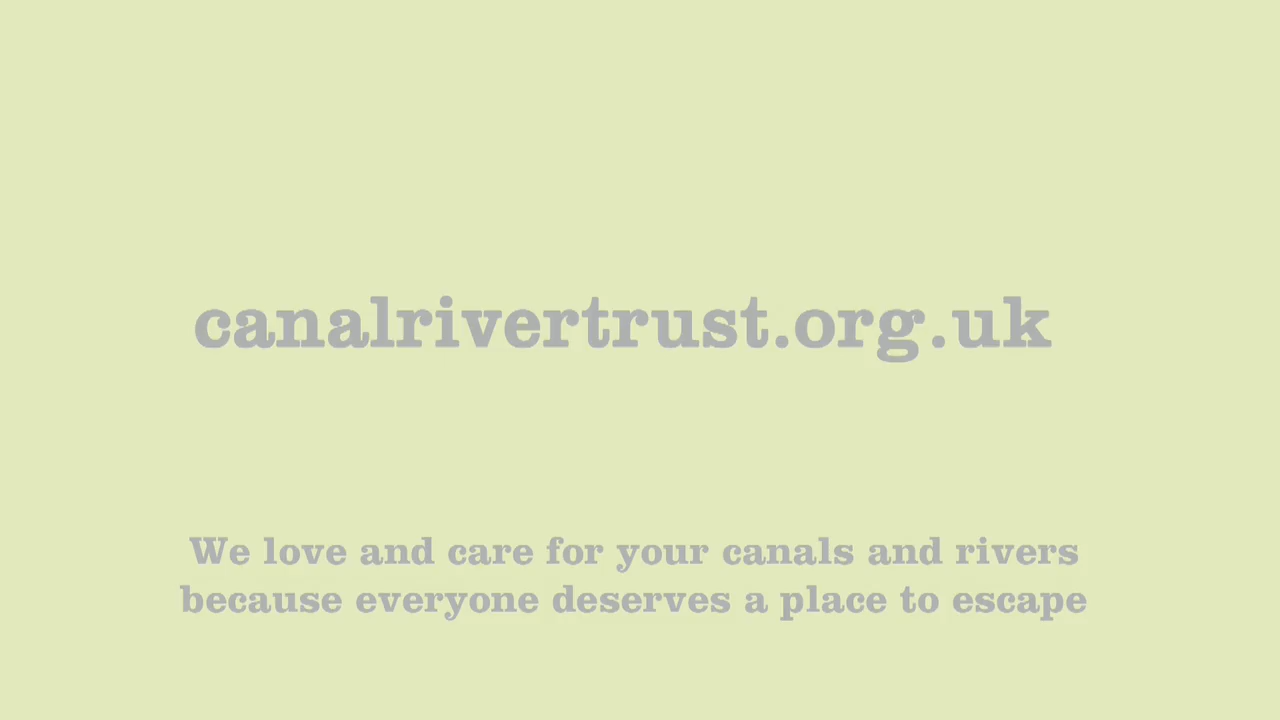 canalrivertrust.org.uk
We love and care for your canals and rivers
because everyone deserves a place to escape